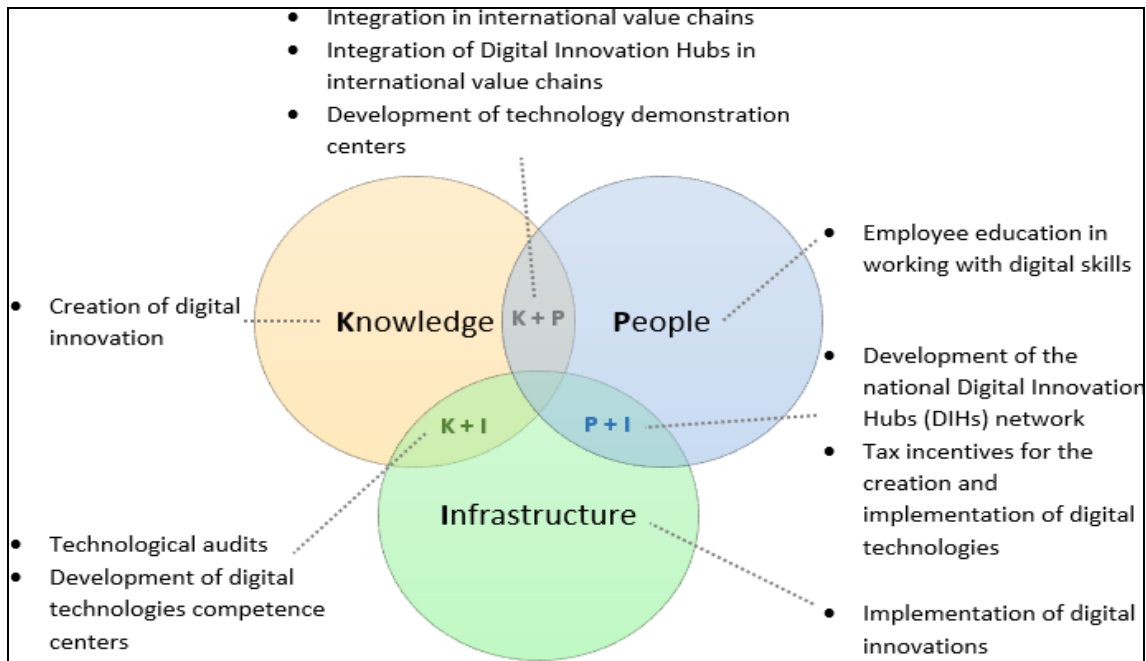 • Integration in international value chains
• Integration of Digital Innovation Hubs in
international value chains
• Development of technology demonstration
centers
• Employee education in
working with digital skills
• Creation of digital
innovation
Knowledge
K + P
People
• Development of the
national Digital Innovation
Hubs (DIHs) network
• Tax incentives for the
creation and
implementation of digital
technologies
K + I
P + I
Infrastructure
• Technological audits
• Development of digital
technologies competence
centers
• Implementation of digital
innovations